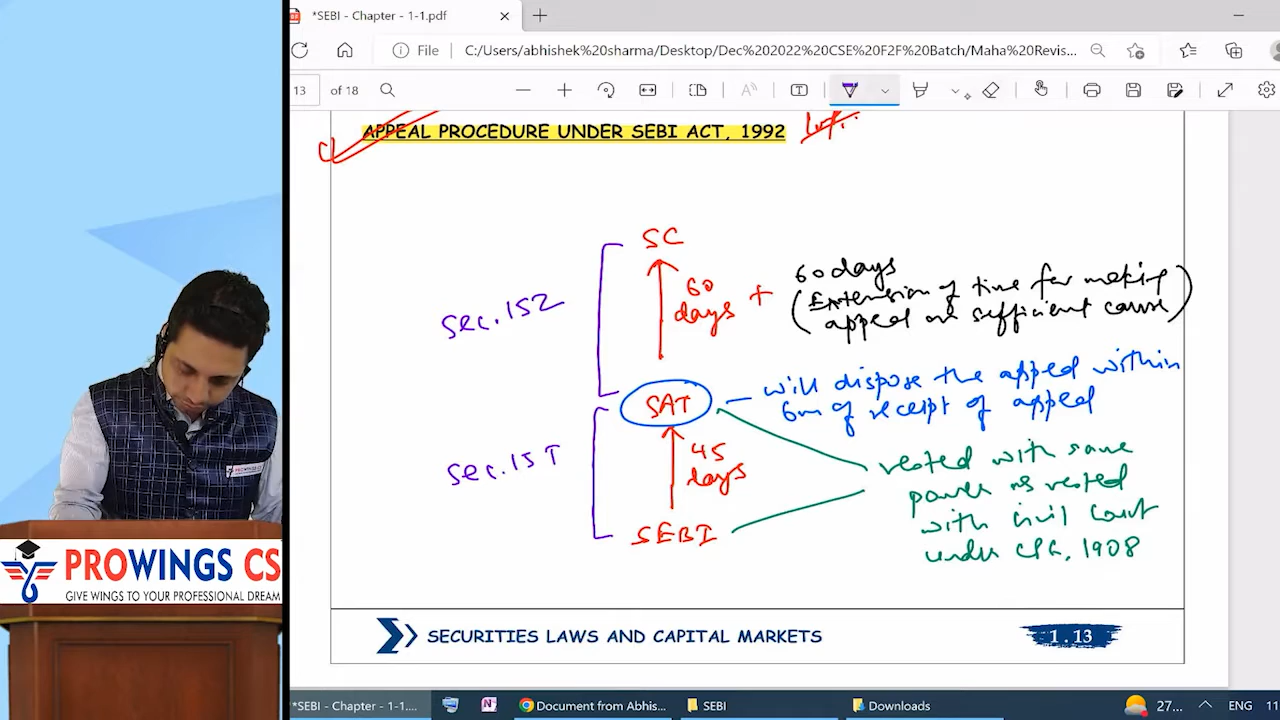 *SEBI - Chapter - 1-1.pdf
File
C:/Users/abhishek%20sharma/Desktop/Dec%202022%20CSE%20F2F%20Batch/Maha%20Revis...
13 of 18
APPEAL PROCEDURE UNDER SEBI ACT, 1992
Imp.
SC
60 days + 60 days
(Extension of time for making
appeal on sufficient cause)
Sec. 15Z
SAT
— will dispose the appeal within
6m of receipt of appeal
Sec. 15T
45 days
SEBI
vested with same
power as vested
with civil court
under CPC, 1908
PROWINGS CS
PROWINGS CS
GIVE WINGS TO YOUR PROFESSIONAL DREAM
SECURITIES LAWS AND CAPITAL MARKETS
1.13
*SEBI - Chapter - 1-1....
Document from Abhis...
SEBI
Downloads
27...
ENG
11